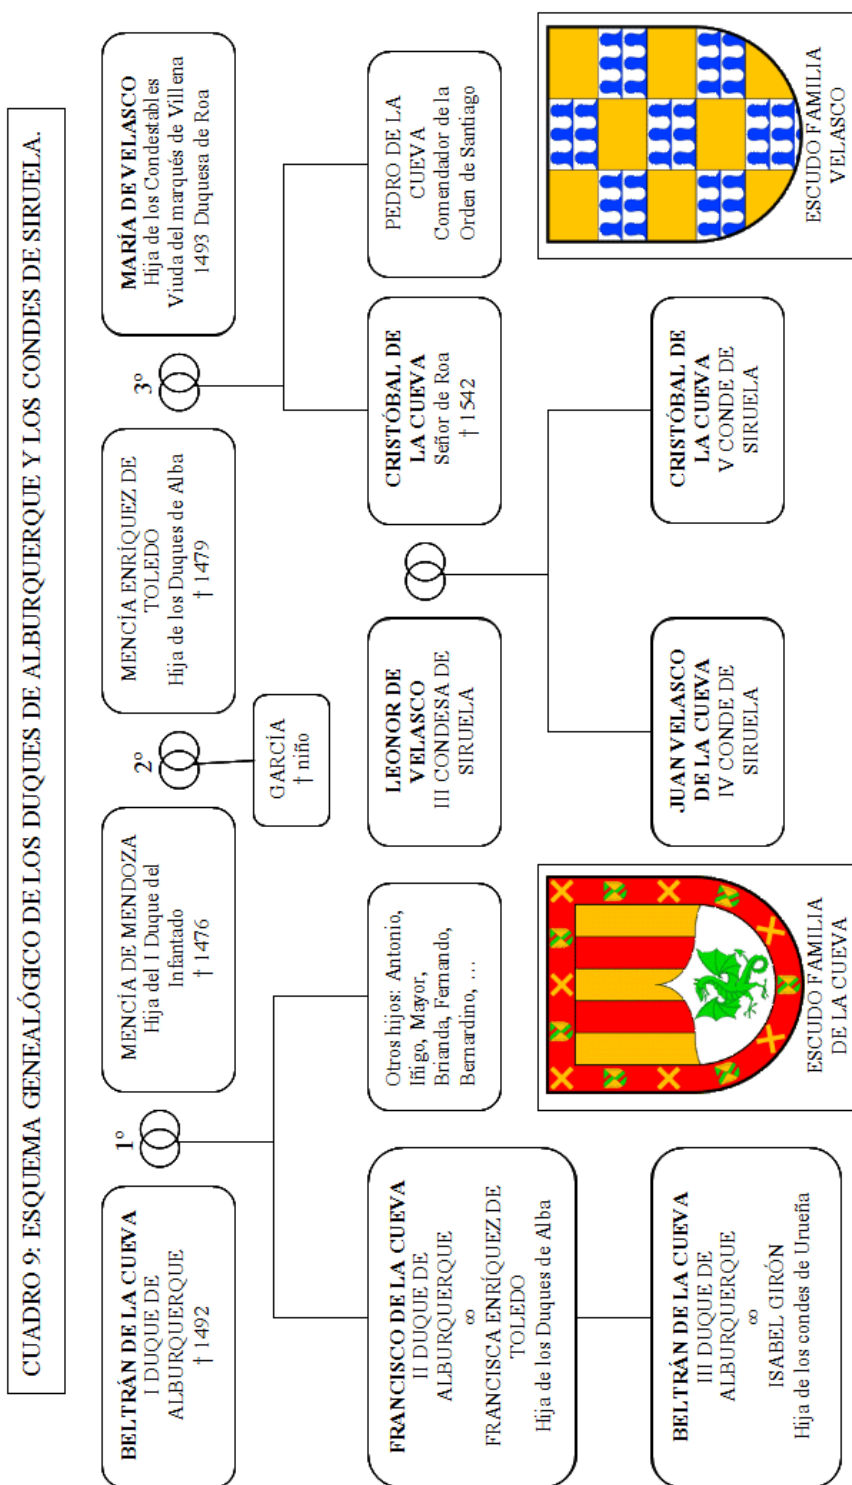 CUADRO 9: ESQUEMA GENEALÓGICO DE LOS DUQUES DE ALBURQUERQUE Y LOS CONDES DE SIRUELA.
BELTRÁN DE LA CUEVA
I DUQUE DE
ALBURQUERQUE
† 1492
1º
MENCÍA DE MENDOZA
Hija del I Duque del
Infantado
† 1476
2º
MENCÍA ENRÍQUEZ DE
TOLEDO
Hija de los Duques de Alba
† 1479
3º
MARÍA DE VELASCO
Hija de los Condestables
Viuda del marqués de Villena
1493 Duquesa de Roa
GARCÍA
† niño
FRANCISCO DE LA CUEVA
II DUQUE DE
ALBURQUERQUE
∞
FRANCISCA ENRÍQUEZ DE
TOLEDO
Hija de los Duques de Alba
Otros hijos: Antonio,
Iñigo, Mayor,
Brianda, Fernando,
Bernardino, …
LEONOR DE
VELASCO
III CONDESA DE
SIRUELA
CRISTÓBAL DE
LA CUEVA
Señor de Roa
† 1542
PEDRO DE LA
CUEVA
Comendador de la
Orden de Santiago
BELTRÁN DE LA CUEVA
III DUQUE DE
ALBURQUERQUE
∞
ISABEL GIRÓN
Hija de los condes de Urueña
ESCUDO FAMILIA
DE LA CUEVA
JUAN VELASCO
DE LA CUEVA
IV CONDE DE
SIRUELA
CRISTÓBAL DE
LA CUEVA
V CONDE DE
SIRUELA
ESCUDO FAMILIA
VELASCO